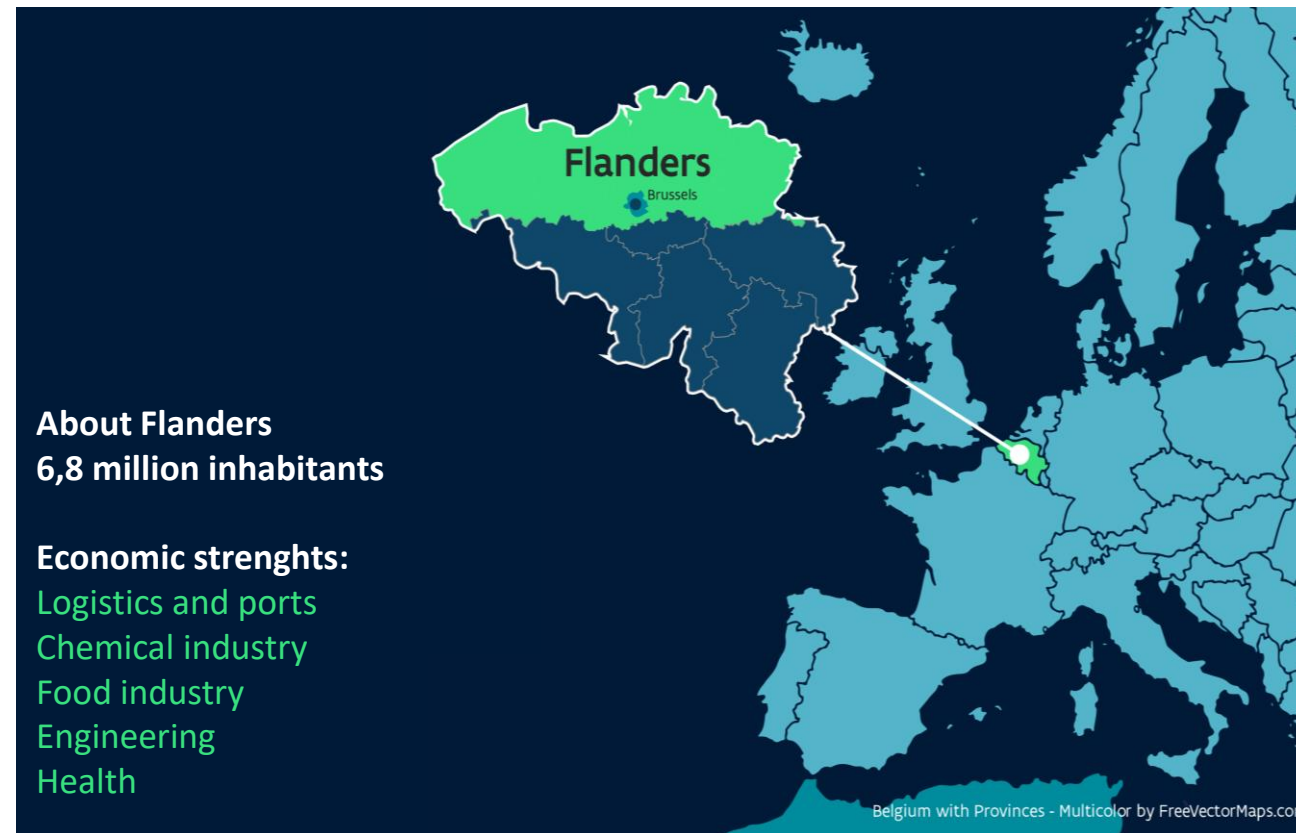 Flanders
Brussels
About Flanders
6,8 million inhabitants
Economic strenghts:
Logistics and ports
Chemical industry
Food industry
Engineering
Health
Belgium with Provinces - Multicolor by FreeVectorMaps.com